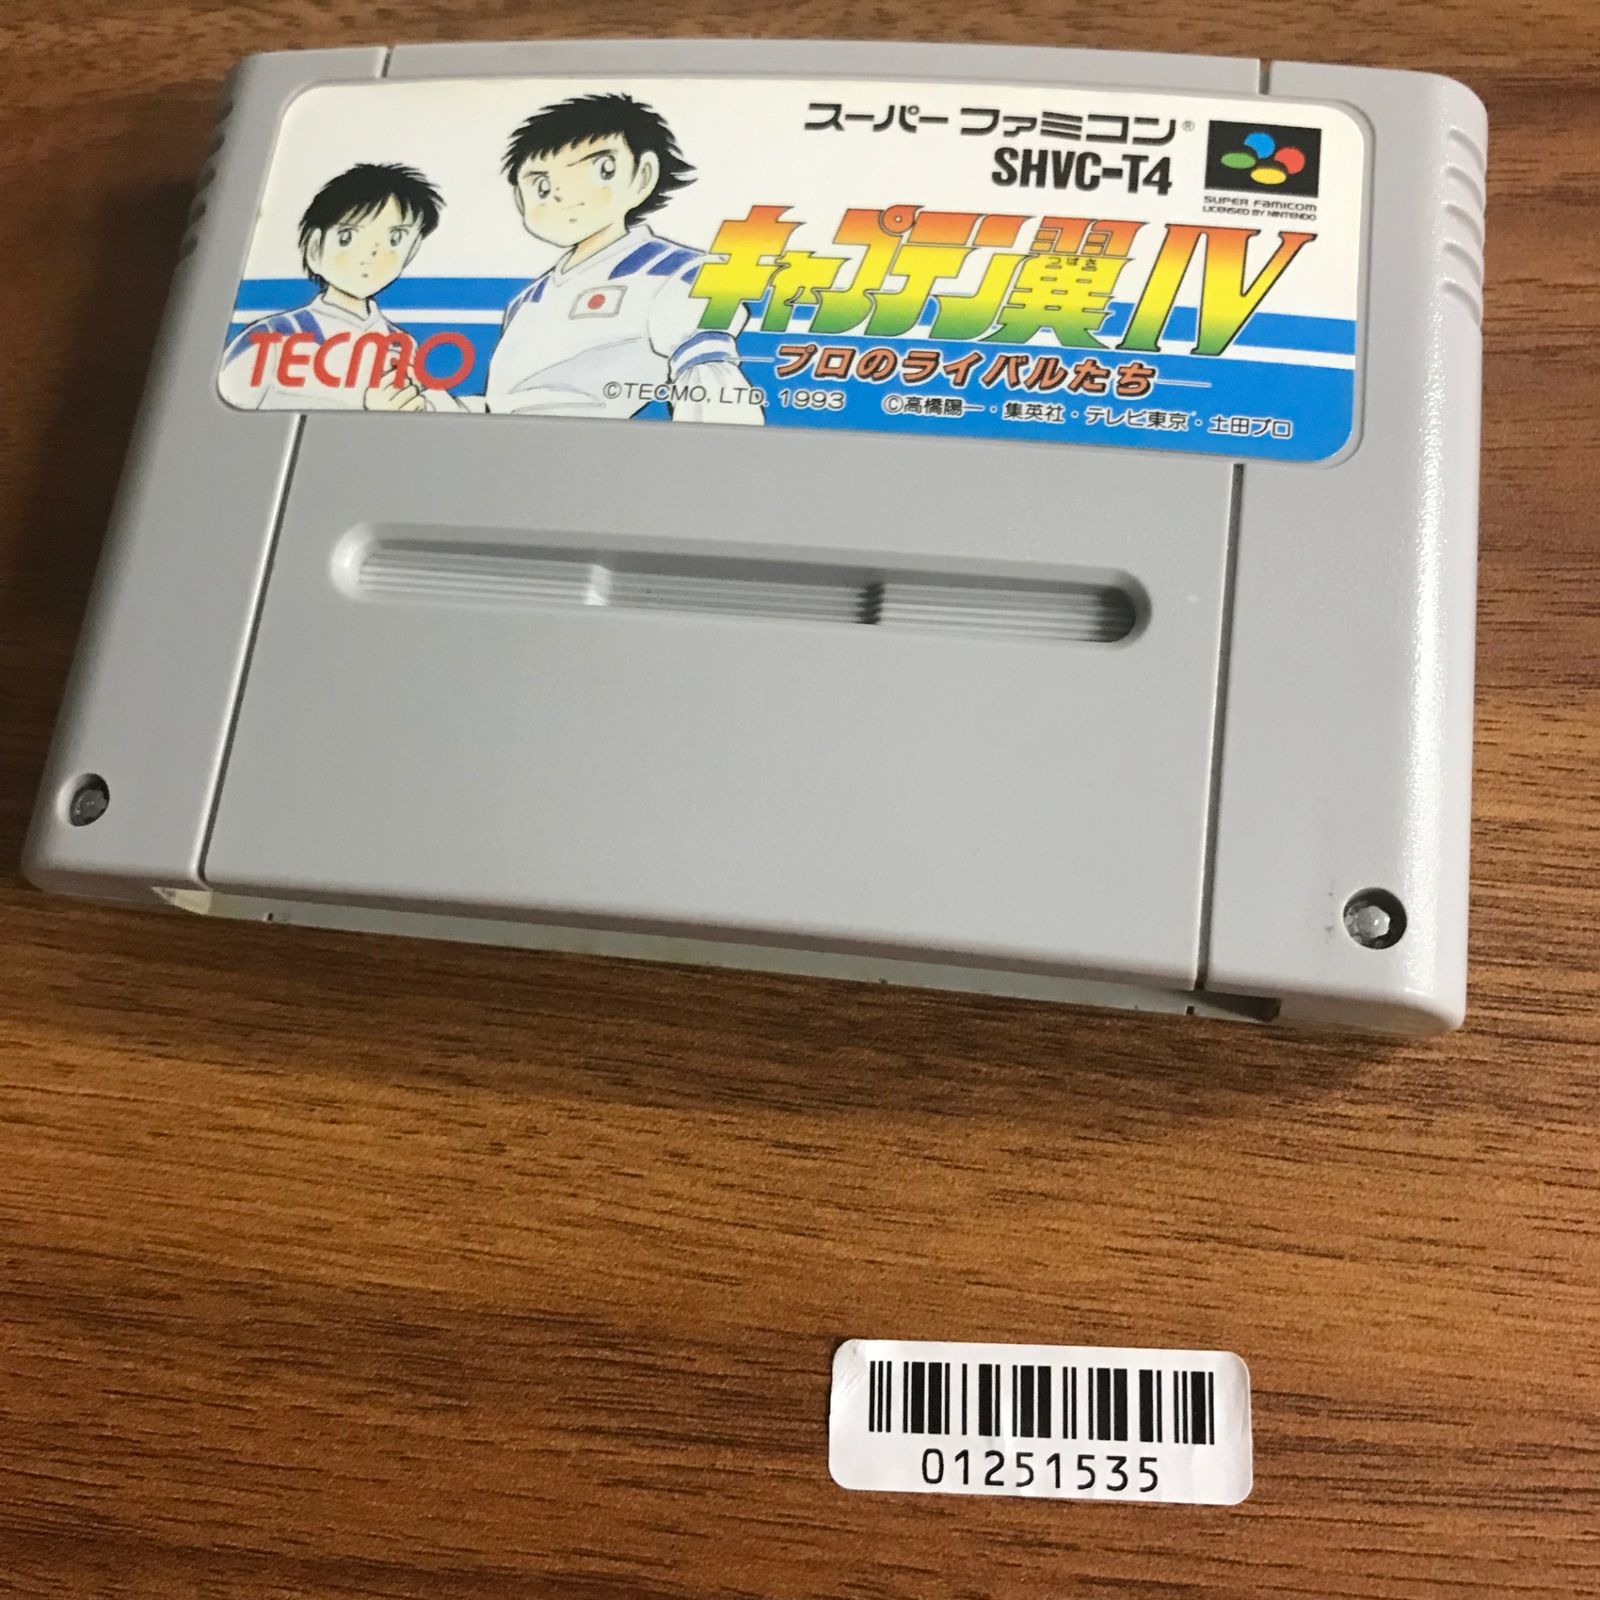 スーパーファミコン®
SHVC-T4
SUPER FAMICOM
LICENSED BY NINTENDO
キャプテン翼IV
つばさ
プロのライバルたち
TECMO
©TECMO, LTD. 1993 ©高橋陽一・集英社・テレビ東京・土田プロ
01251535